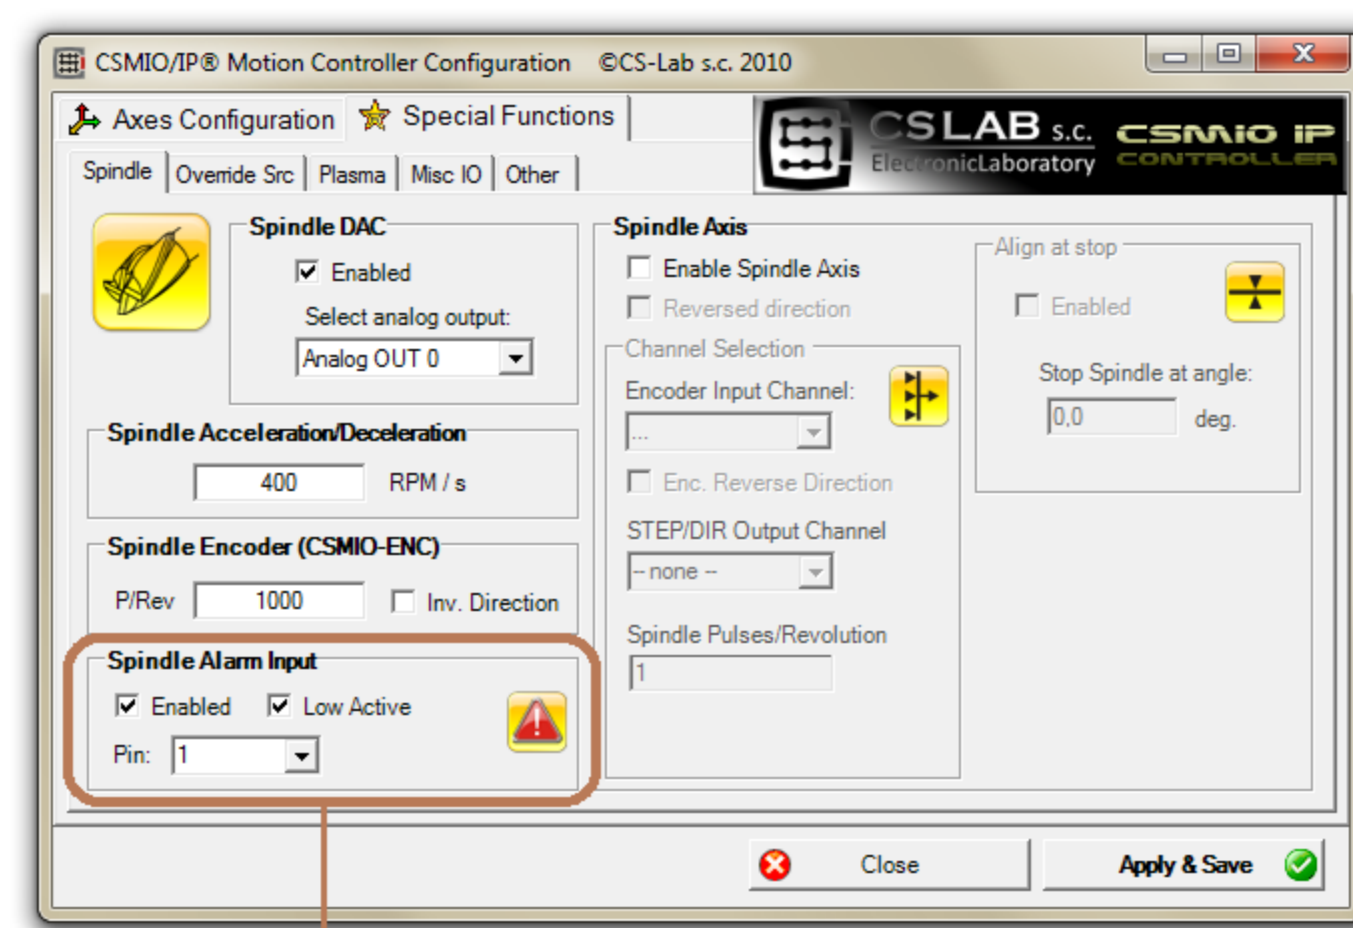 CSMIO/IP® Motion Controller Configuration ©CS-Lab s.c. 2010
Axes Configuration Special Functions
CSLAB s.c. CSMIO IP
ElectronicLaboratory CONTROLLER
Spindle Override Src Plasma Misc IO Other
Spindle DAC
Enabled
Select analog output:
Analog OUT 0
Spindle Acceleration/Deceleration
400 RPM / s
Spindle Encoder (CSMIO-ENC)
P/Rev 1000 Inv. Direction
Spindle Alarm Input
Enabled Low Active
Pin: 1
Spindle Axis
Enable Spindle Axis
Reversed direction
Channel Selection
Encoder Input Channel:
...
Enc. Reverse Direction
STEP/DIR Output Channel
-- none --
Spindle Pulses/Revolution
1
Align at stop
Enabled
Stop Spindle at angle:
0,0 deg.
Close Apply & Save